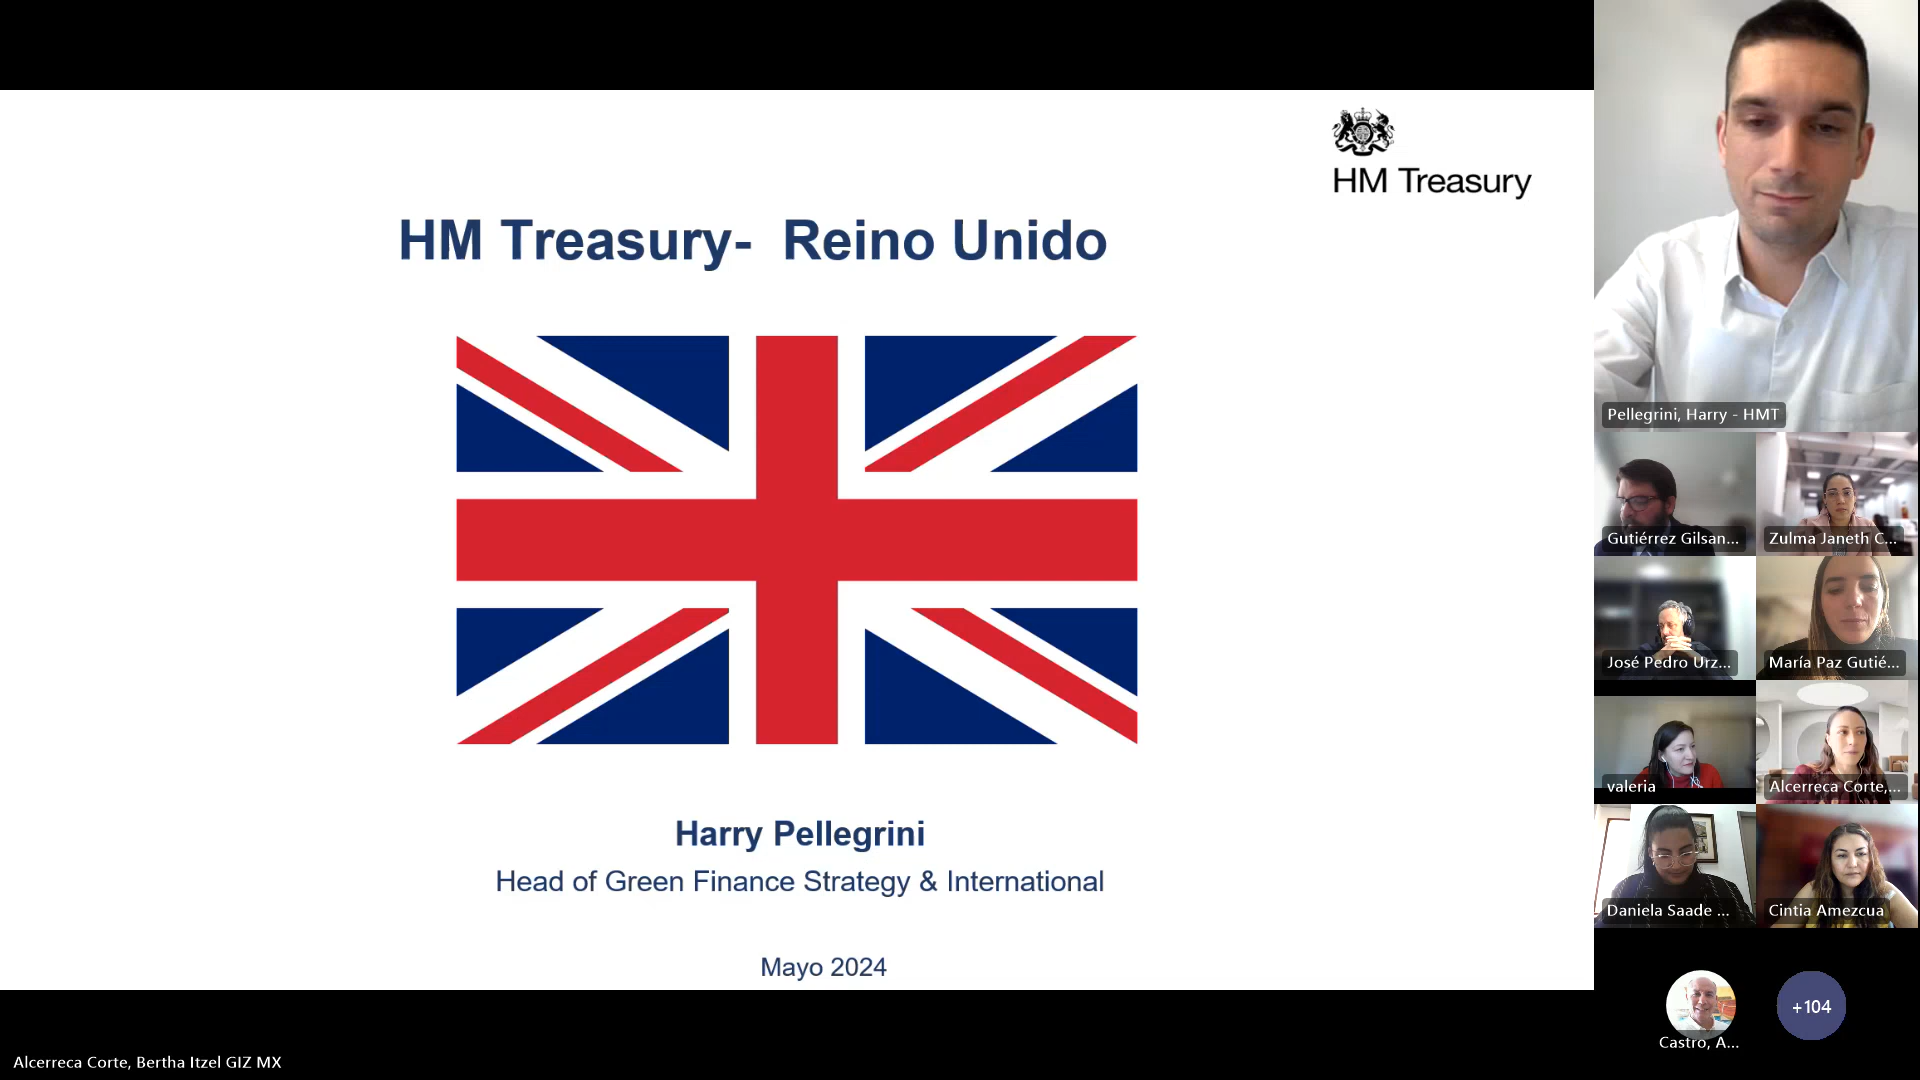 HM Treasury
HM Treasury-  Reino Unido
Harry Pellegrini
Head of Green Finance Strategy & International
Mayo 2024
Pellegrini, Harry - HMT
Gutiérrez Gilsan...
Zulma Janeth C...
José Pedro Urz...
María Paz Gutié...
valeria
Alcerreca Corte,...
Daniela Saade ...
Cintia Amezcua
Castro, A...
+104
Alcerreca Corte, Bertha Itzel GIZ MX